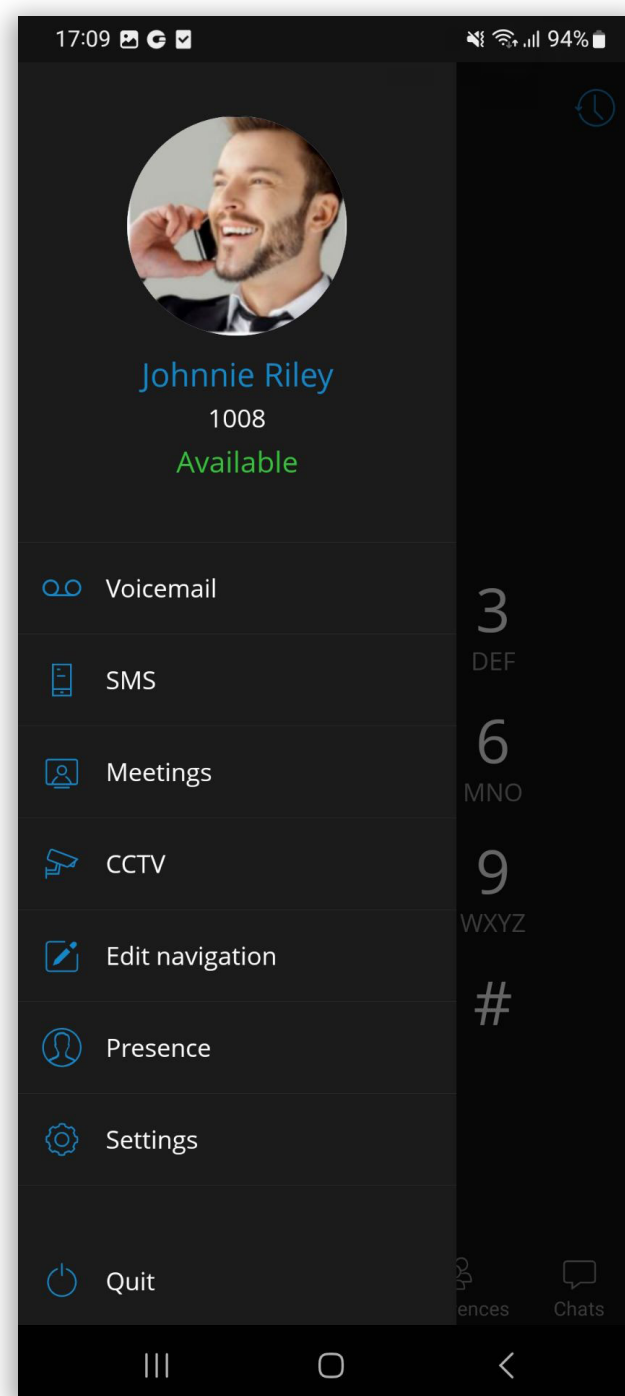 17:09 94%
Johnnie Riley
1008
Available
Voicemail
SMS
Meetings
CCTV
Edit navigation
Presence
Settings
Quit
3
DEF
6
MNO
9
WXYZ
#
ences Chats